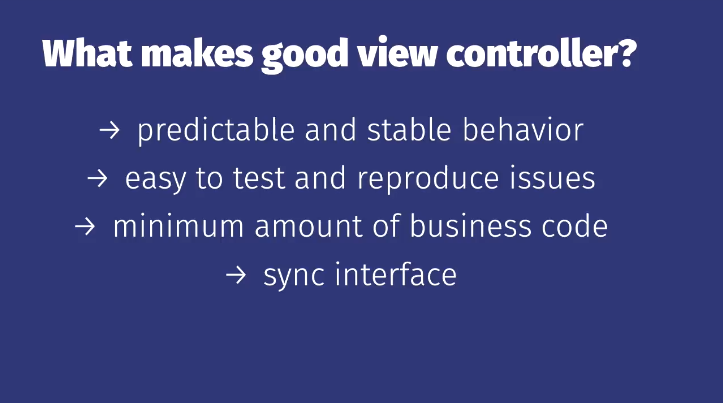 What makes good view controller?
→ predictable and stable behavior
→ easy to test and reproduce issues
→ minimum amount of business code
→ sync interface